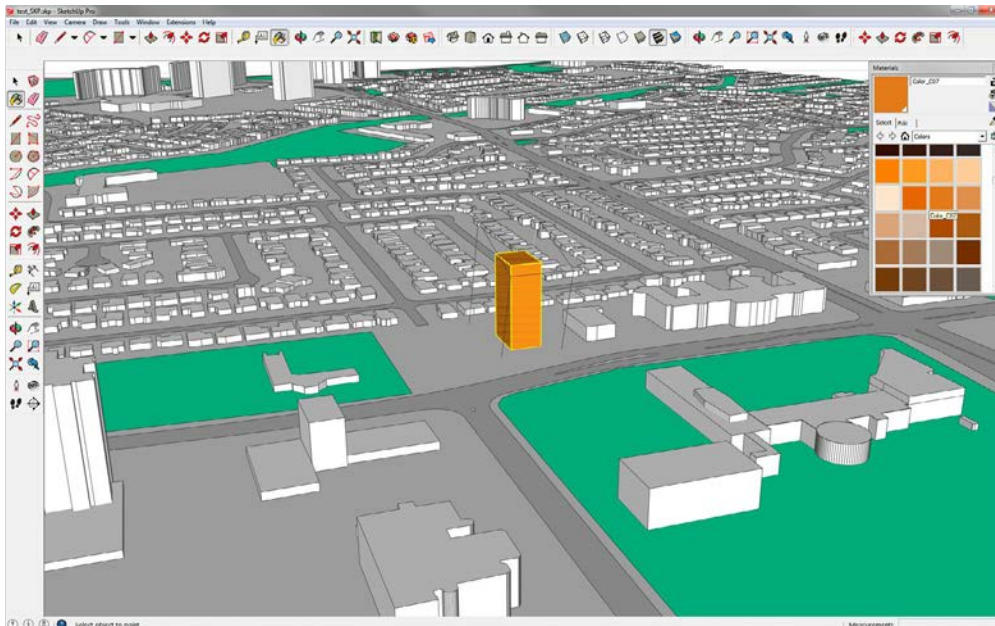 test_SKP.skp - SketchUp Pro
File Edit View Camera Draw Tools Window Extensions Help
Materials
Color_C07
Select
Colors
Color_C07
Select object to paint
Measurements